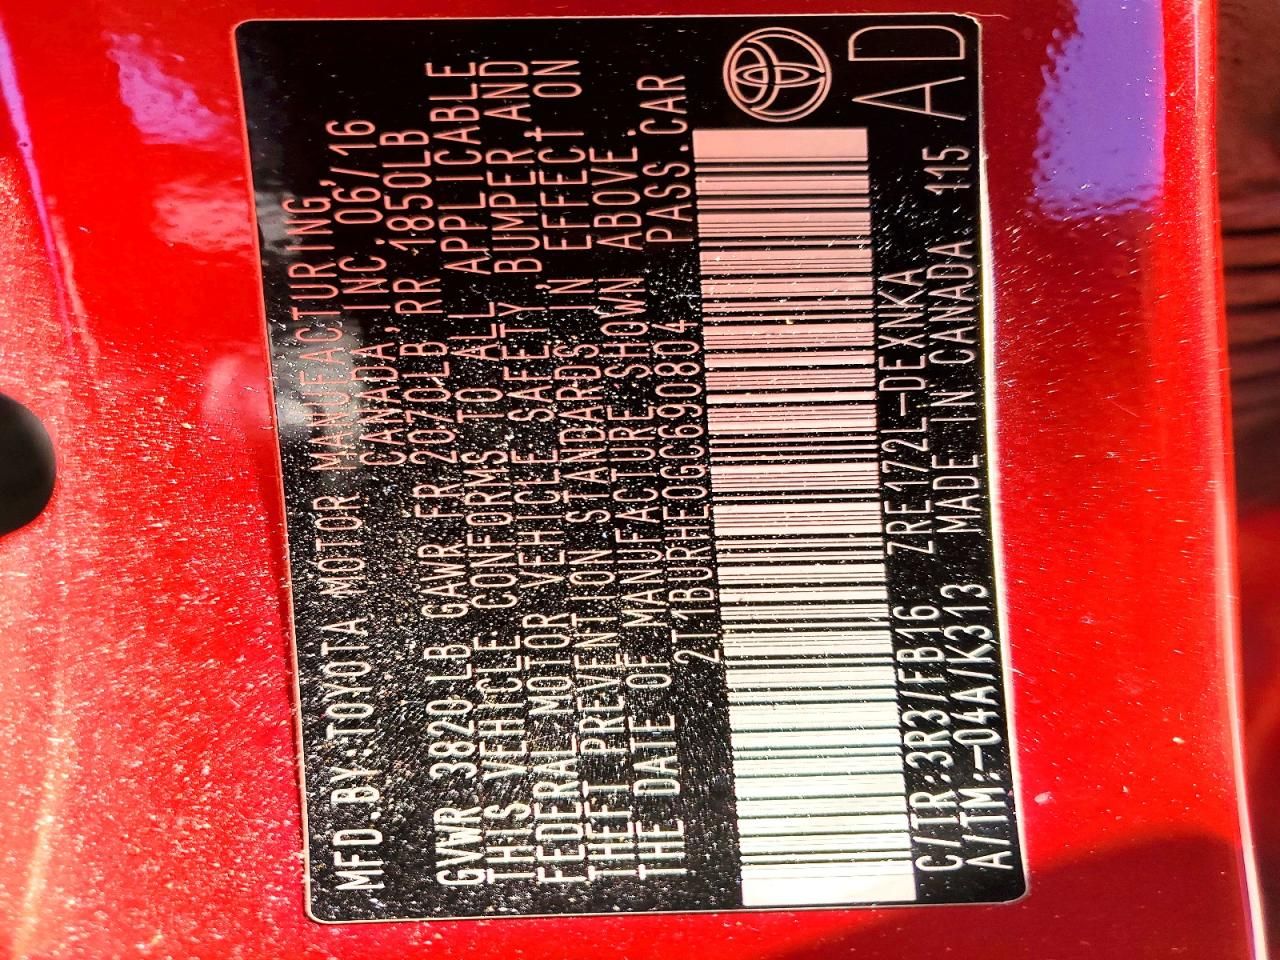 MFD.BY:TOYOTA MOTOR MANUFACTURING,
CANADA, INC. 06/16
GVWR 3820 LB GAWR FR 2070LB RR 1850LB
THIS VEHICLE CONFORMS TO ALL APPLICABLE
FEDERAL MOTOR VEHICLE SAFETY, BUMPER AND
THEFT PREVENTION STANDARDS IN EFFECT ON
THE DATE OF MANUFACTURE SHOWN ABOVE.
2T1BURHE0GC669804 PASS.CAR
C/TR:3R3/FB16 ZRE172L-DEXNKA
A/TM:-04A/K313 MADE IN CANADA 115
AD